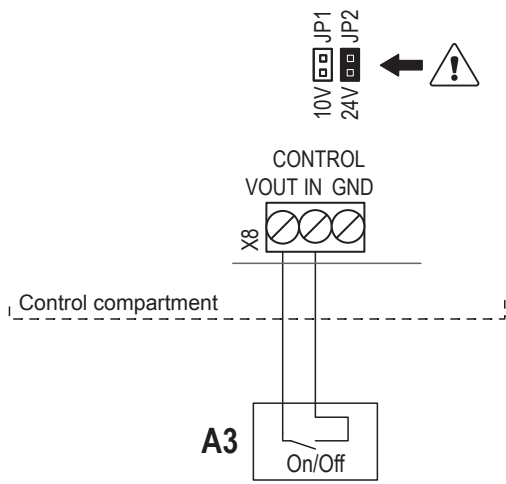 JP1 JP2
10V 24V
CONTROL
VOUT IN GND
X8
Control compartment
A3
On/Off